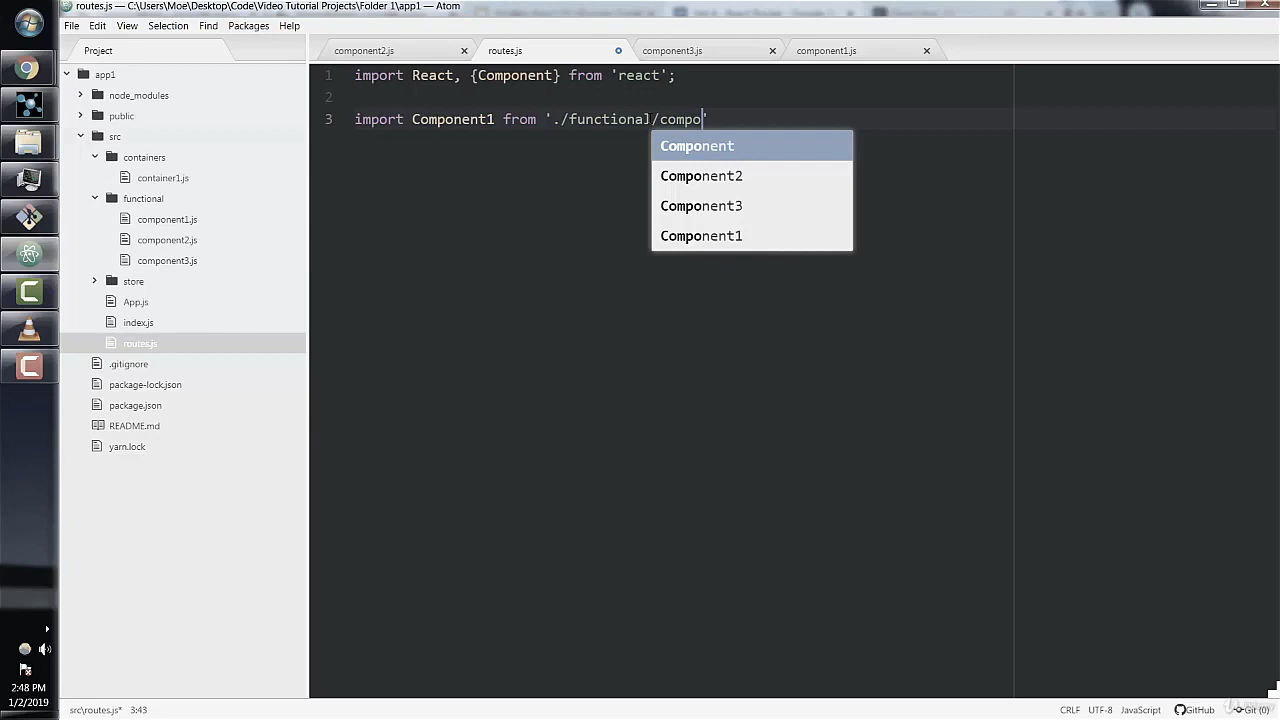 routes.js — C:\Users\Moe\Desktop\Code\Video Tutorial Projects\Folder 1\app1 — Atom
File Edit View Selection Find Packages Help
Project
component2.js
routes.js
component3.js
component1.js
app1
node_modules
public
src
containers
container1.js
functional
component1.js
component2.js
component3.js
store
App.js
index.js
routes.js
.gitignore
package-lock.json
package.json
README.md
yarn.lock
1 import React, {Component} from 'react';
2
3 import Component1 from './functional/compo'
Component
Component2
Component3
Component1
2:48 PM
1/2/2019
src\routes.js* 3:43
CRLF UTF-8 JavaScript GitHub Git (0)